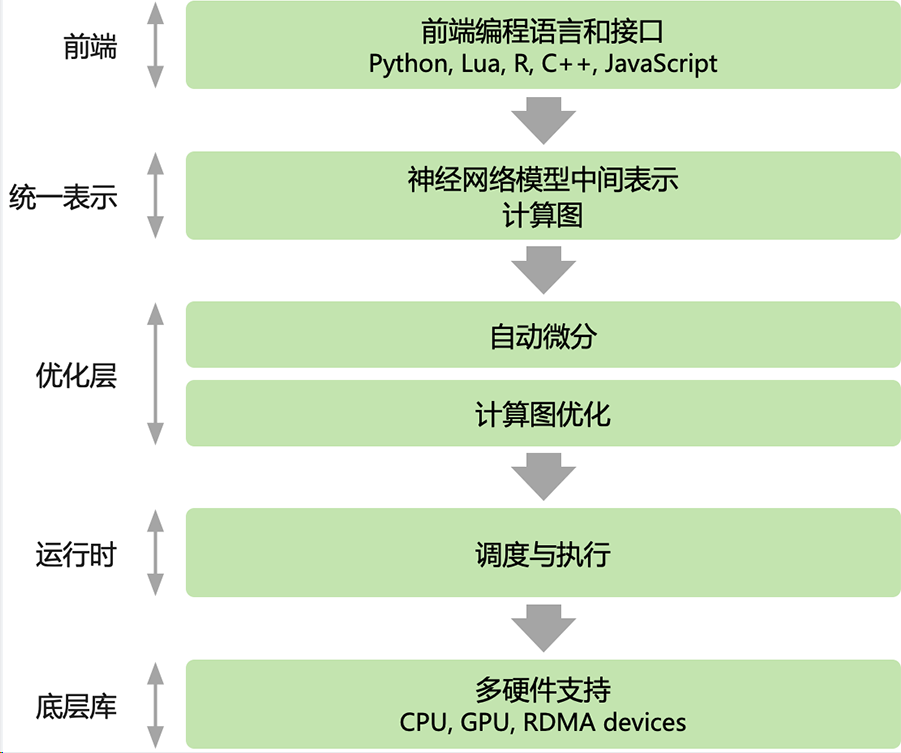 前端
前端编程语言和接口
Python, Lua, R, C++, JavaScript
统一表示
神经网络模型中间表示
计算图
优化层
自动微分
计算图优化
运行时
调度与执行
底层库
多硬件支持
CPU, GPU, RDMA devices